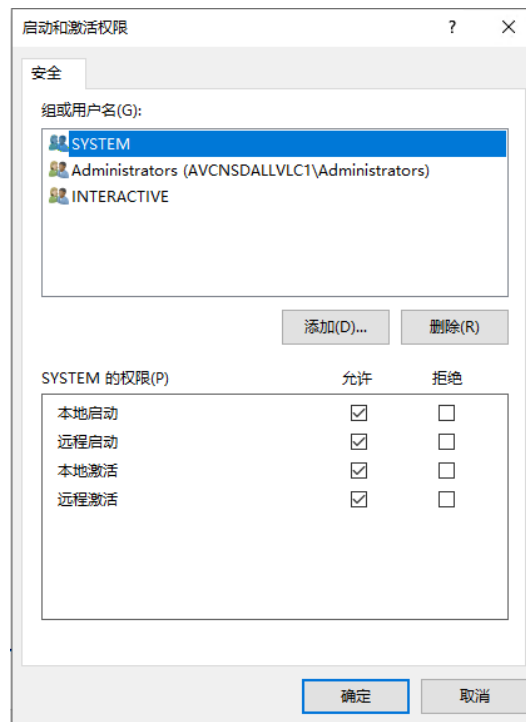 启动和激活权限
安全
组或用户名(G):
SYSTEM
Administrators (AVCNSDALLVLC1\Administrators)
INTERACTIVE
添加(D)... 删除(R)
SYSTEM 的权限(P) 允许 拒绝
本地启动
远程启动
本地激活
远程激活
确定 取消